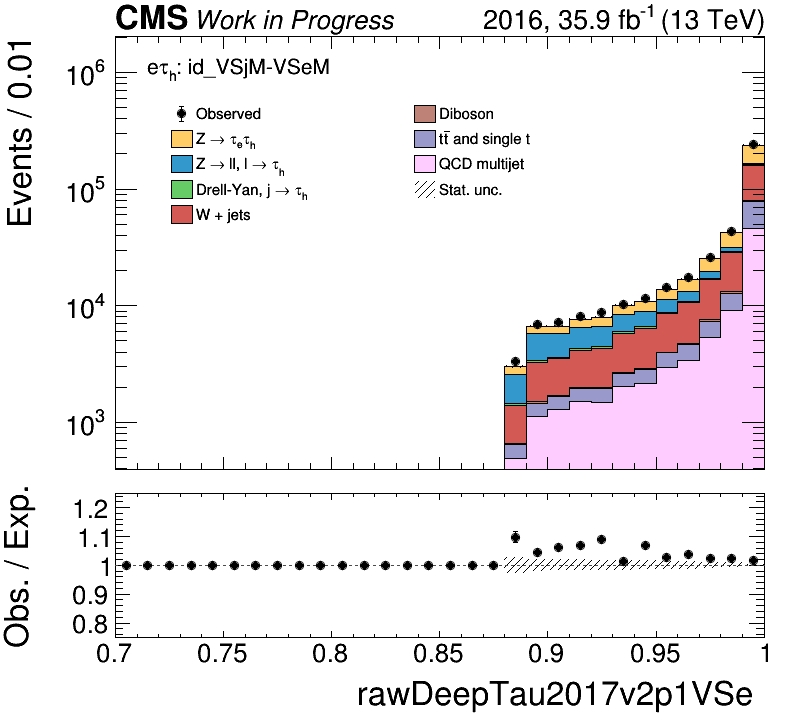 CMS Work in Progress 2016, 35.9 fb⁻¹ (13 TeV)
Events / 0.01
10⁶
10⁵
10⁴
10³
eτₕ: id_VSjM-VSeM
Observed
Z → τₑτₕ
Z → ll, l → τₕ
Drell-Yan, j → τₕ
W + jets
Diboson
tt̄ and single t
QCD multijet
Stat. unc.
Obs. / Exp.
1.2
1.1
1
0.9
0.8
0.7 0.75 0.8 0.85 0.9 0.95 1
rawDeepTau2017v2p1VSe